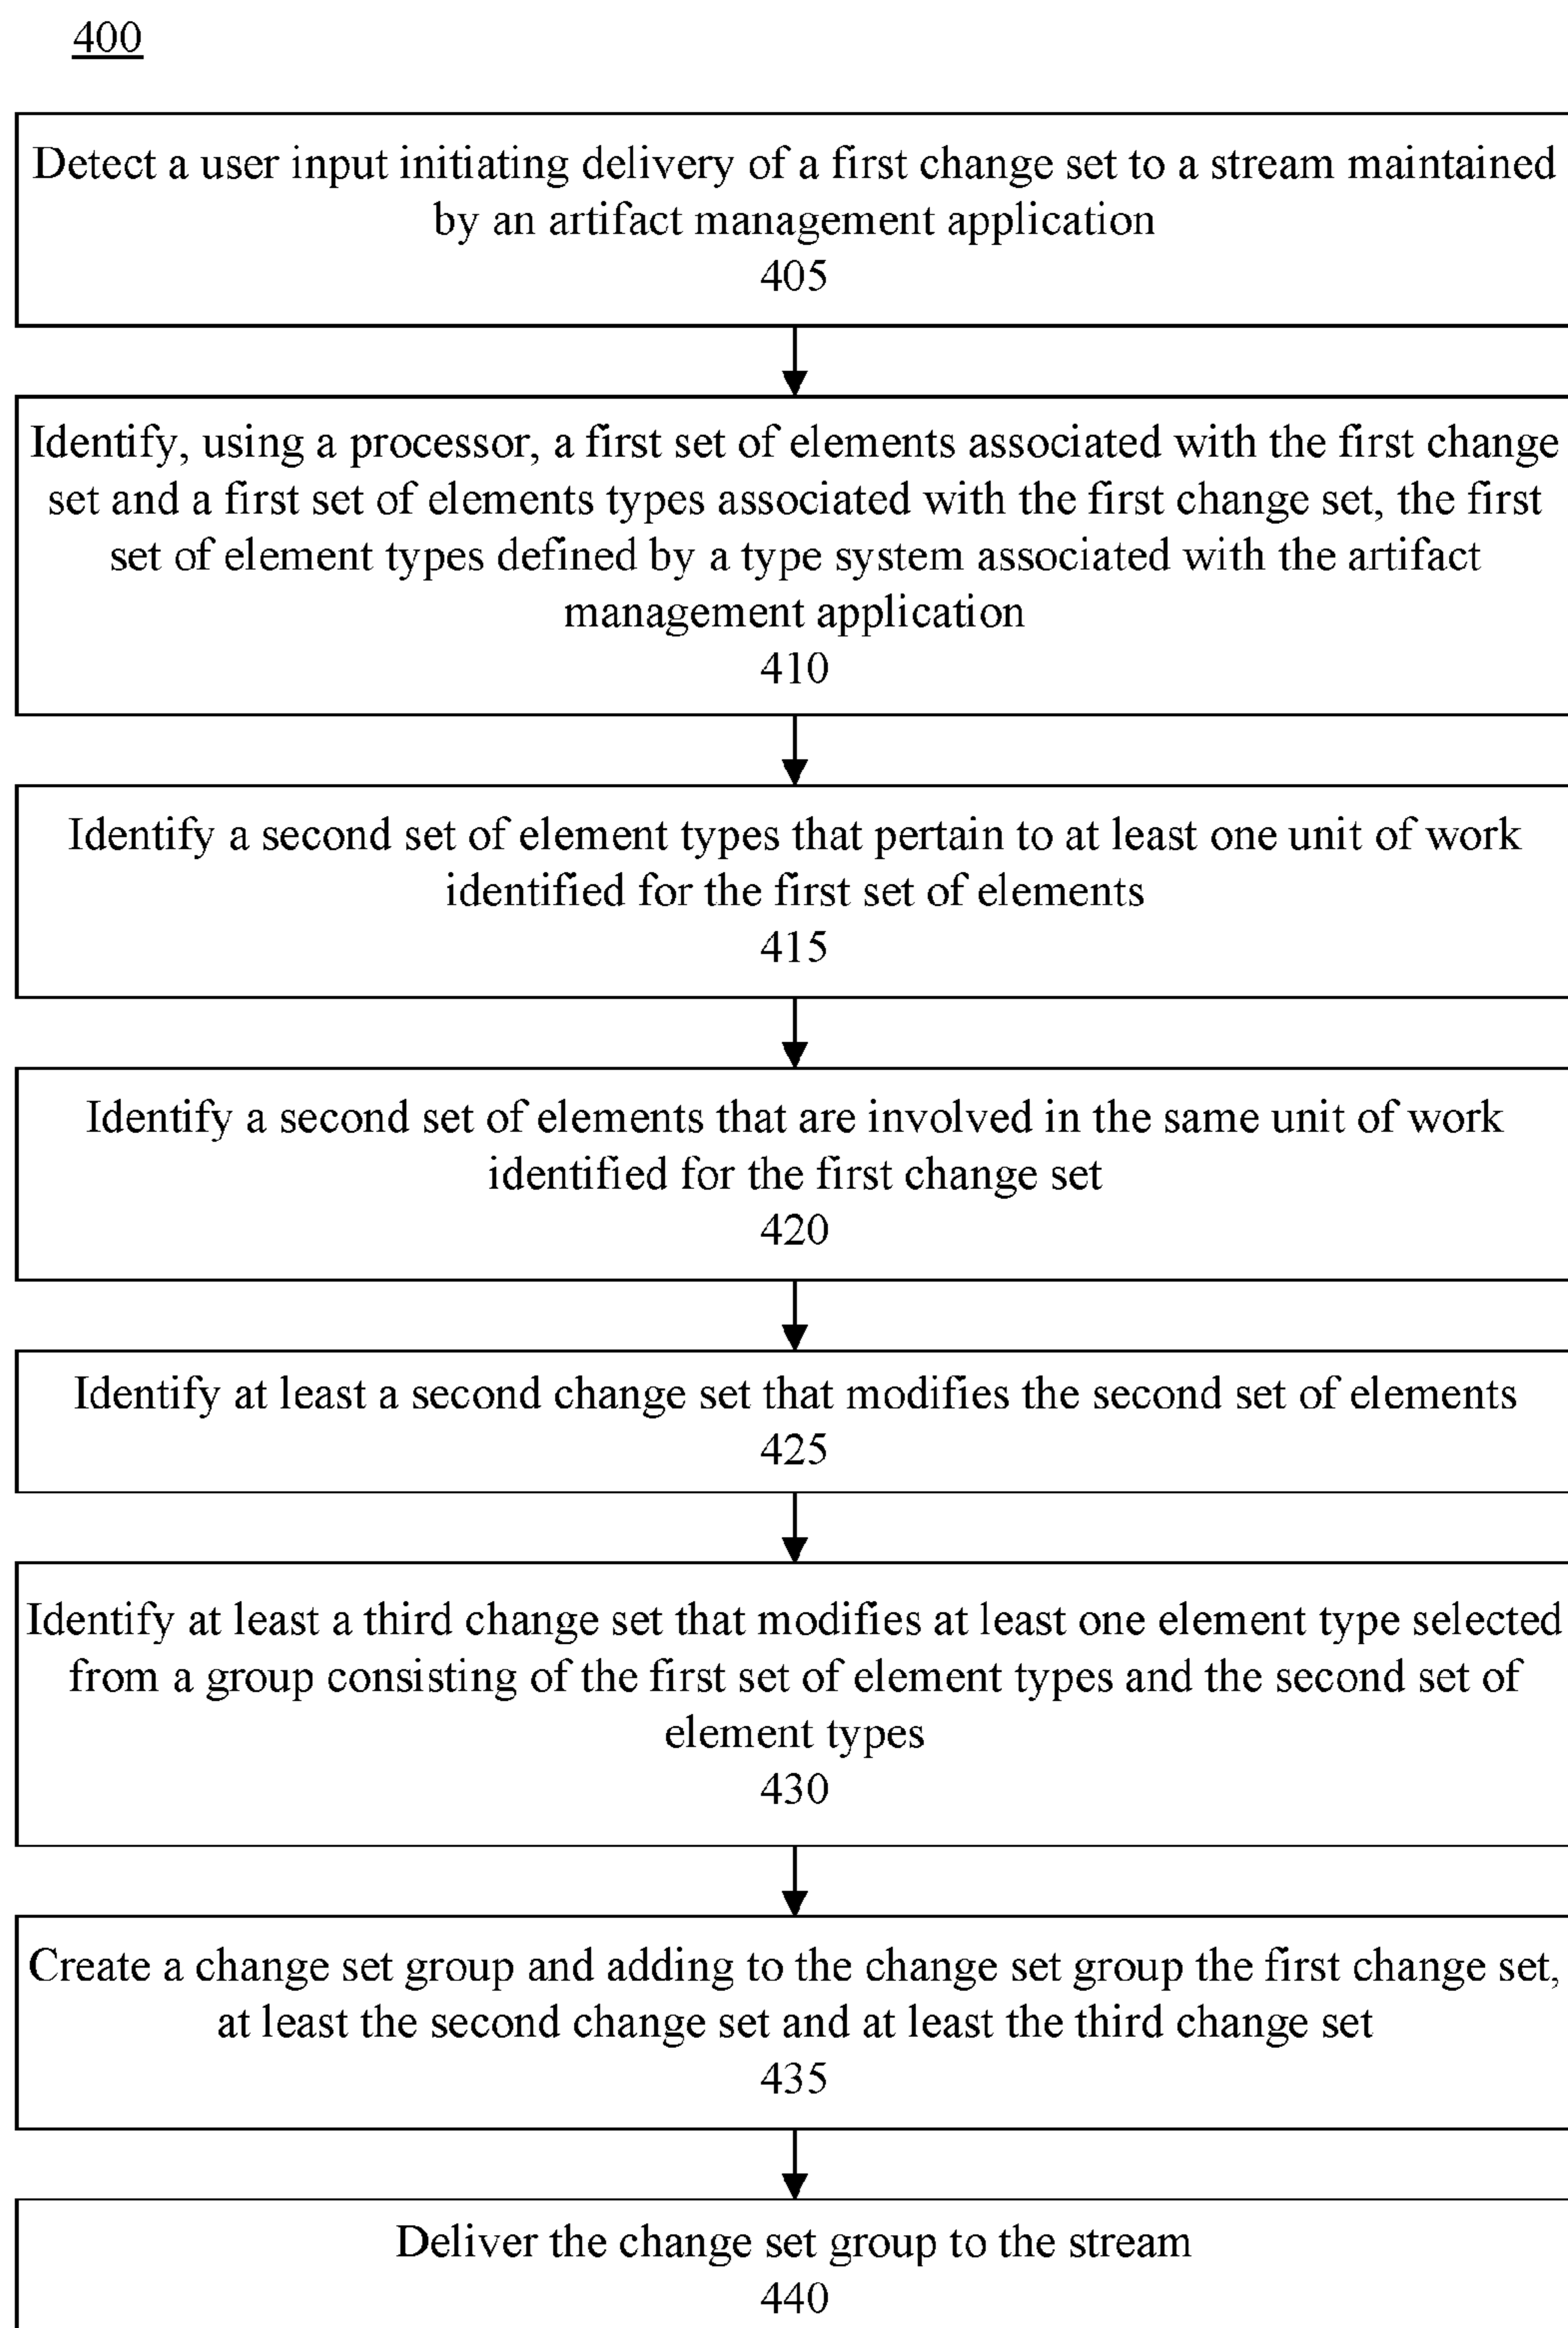 400
Detect a user input initiating delivery of a first change set to a stream maintained
by an artifact management application
405
Identify, using a processor, a first set of elements associated with the first change
set and a first set of elements types associated with the first change set, the first
set of element types defined by a type system associated with the artifact
management application
410
Identify a second set of element types that pertain to at least one unit of work
identified for the first set of elements
415
Identify a second set of elements that are involved in the same unit of work
identified for the first change set
420
Identify at least a second change set that modifies the second set of elements
425
Identify at least a third change set that modifies at least one element type selected
from a group consisting of the first set of element types and the second set of
element types
430
Create a change set group and adding to the change set group the first change set,
at least the second change set and at least the third change set
435
Deliver the change set group to the stream
440